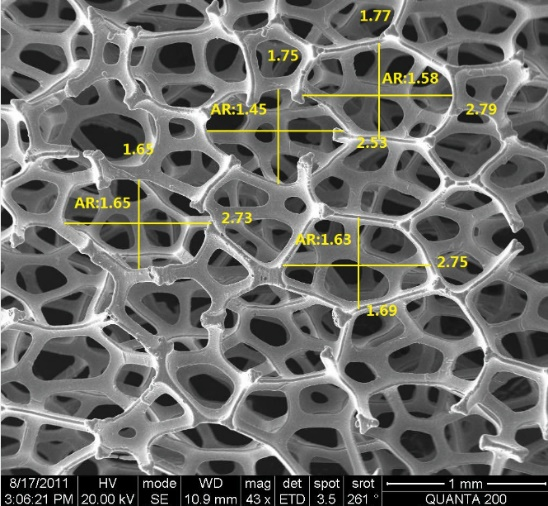 1.77
1.75
AR:1.58
AR:1.45
2.79
2.53
1.65
AR:1.65
2.73
AR:1.63
2.75
1.69
8/17/2011 HV mode WD mag det spot srot 1 mm
3:06:21 PM 20.00 kV SE 10.9 mm 43 x ETD 3.5 261 ° QUANTA 200